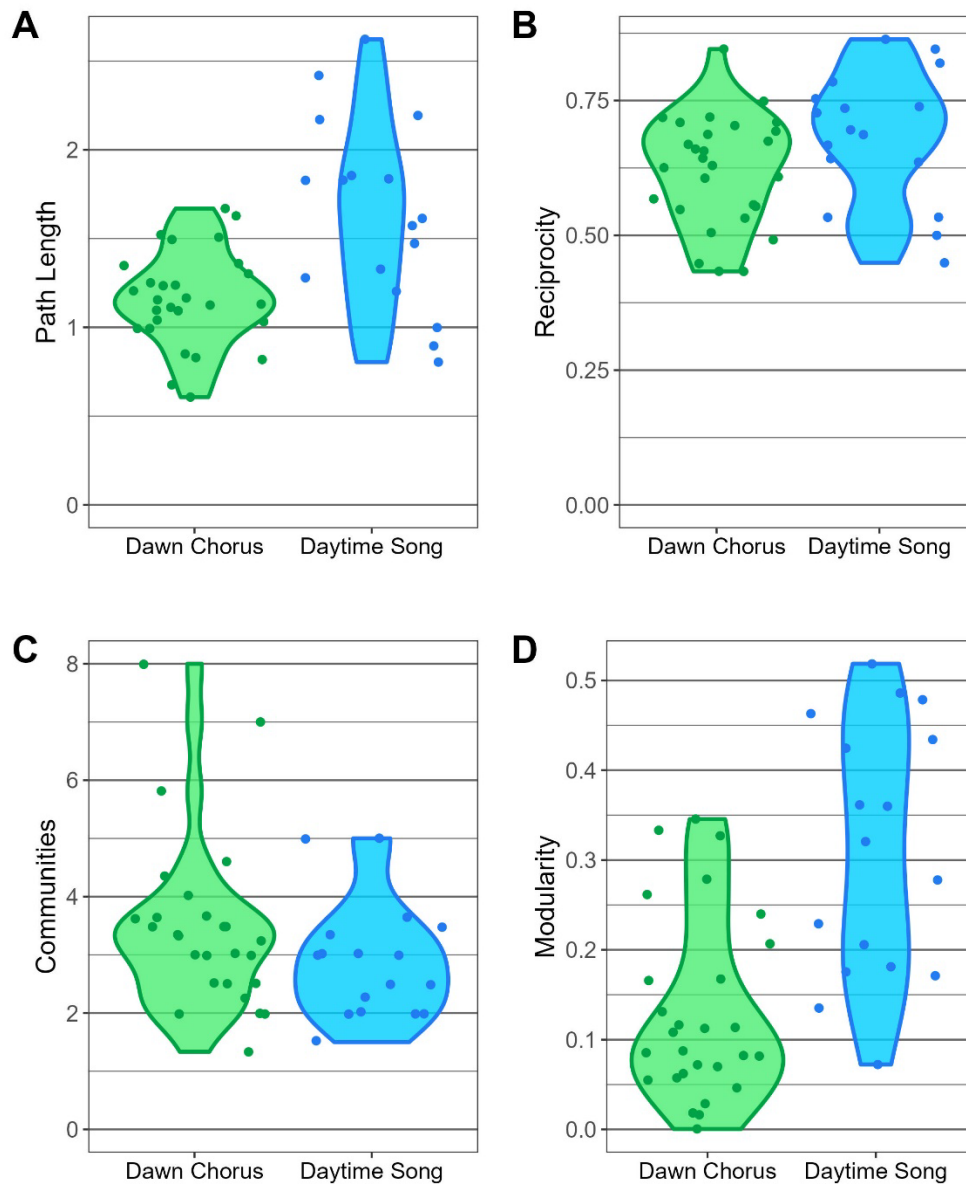 A
Path Length
2
1
0
Dawn Chorus Daytime Song
B
Reciprocity
0.75
0.50
0.25
0.00
Dawn Chorus Daytime Song
C
Communities
8
6
4
2
0
Dawn Chorus Daytime Song
D
Modularity
0.5
0.4
0.3
0.2
0.1
0.0
Dawn Chorus Daytime Song